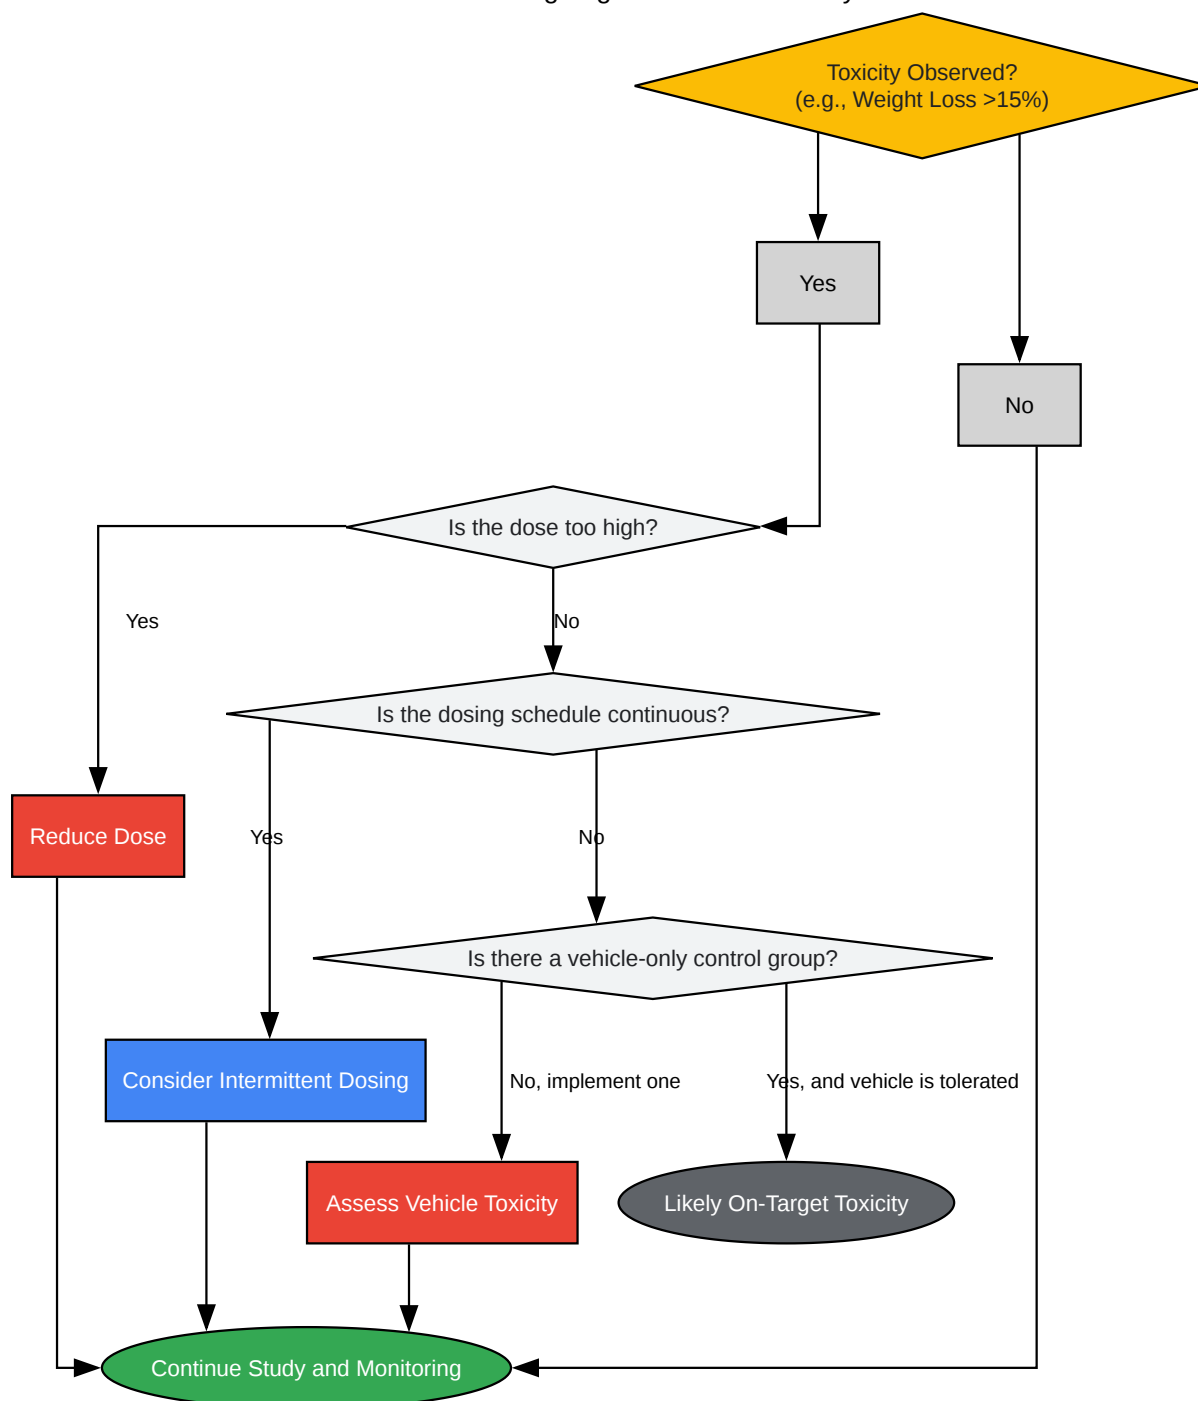 Toxicity Observed?
(e.g., Weight Loss >15%)
Yes
No
Is the dose too high?
Yes
No
Is the dosing schedule continuous?
Reduce Dose
Yes
No
Is there a vehicle-only control group?
Consider Intermittent Dosing
No, implement one
Yes, and vehicle is tolerated
Assess Vehicle Toxicity
Likely On-Target Toxicity
Continue Study and Monitoring